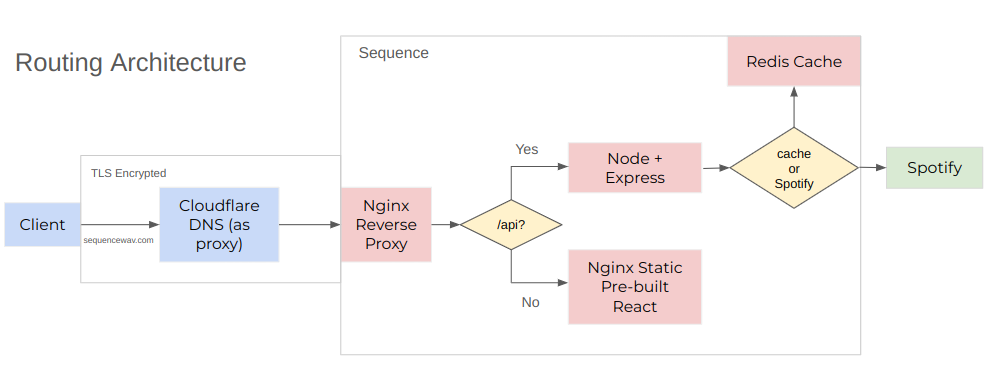 Routing Architecture
Sequence
Redis Cache
Yes
Node +
Express
cache
or
Spotify
Spotify
TLS Encrypted
Client
sequencewav.com
Cloudflare
DNS (as
proxy)
Nginx
Reverse
Proxy
/api?
No
Nginx Static
Pre-built
React